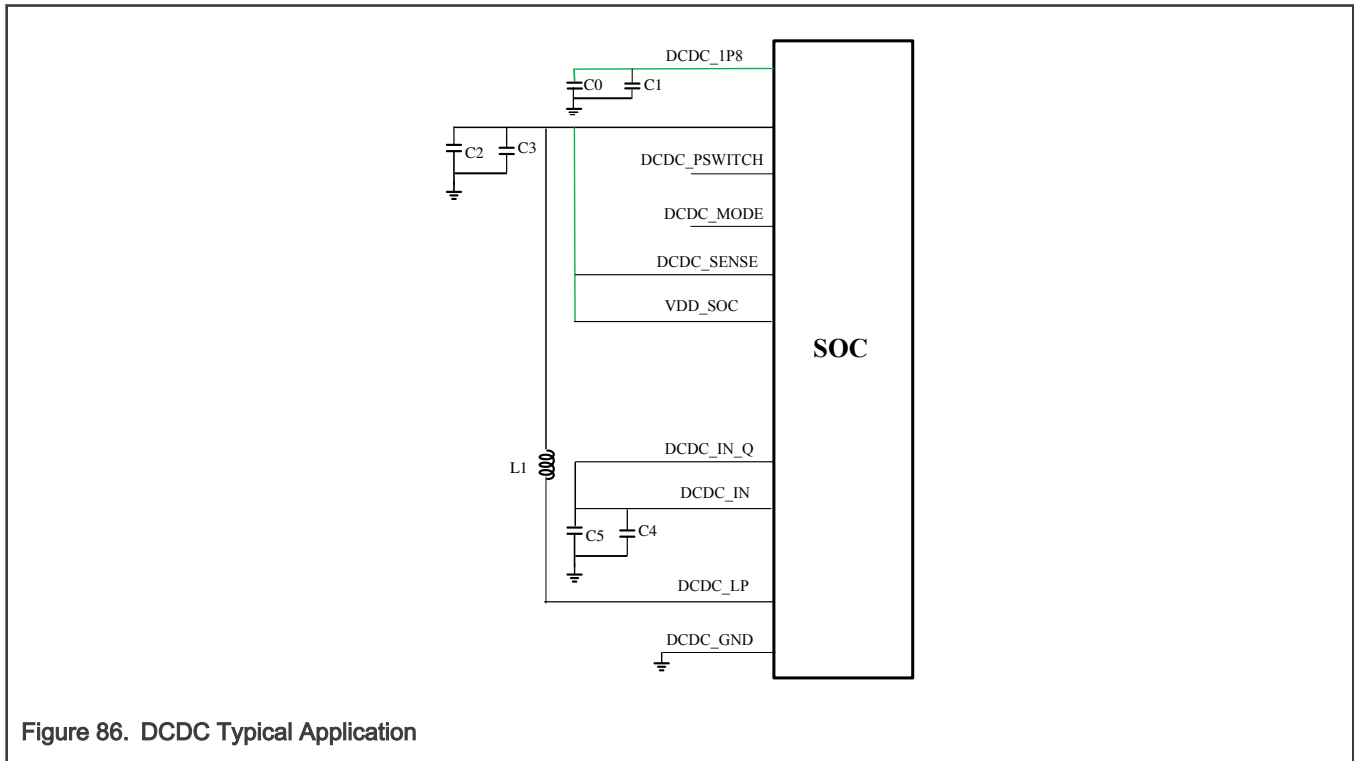 DCDC_1P8
C0
C1
C2
C3
DCDC_PSWITCH
DCDC_MODE
DCDC_SENSE
VDD_SOC
SOC
DCDC_IN_Q
L1
DCDC_IN
C5
C4
DCDC_LP
DCDC_GND
Figure 86. DCDC Typical Application